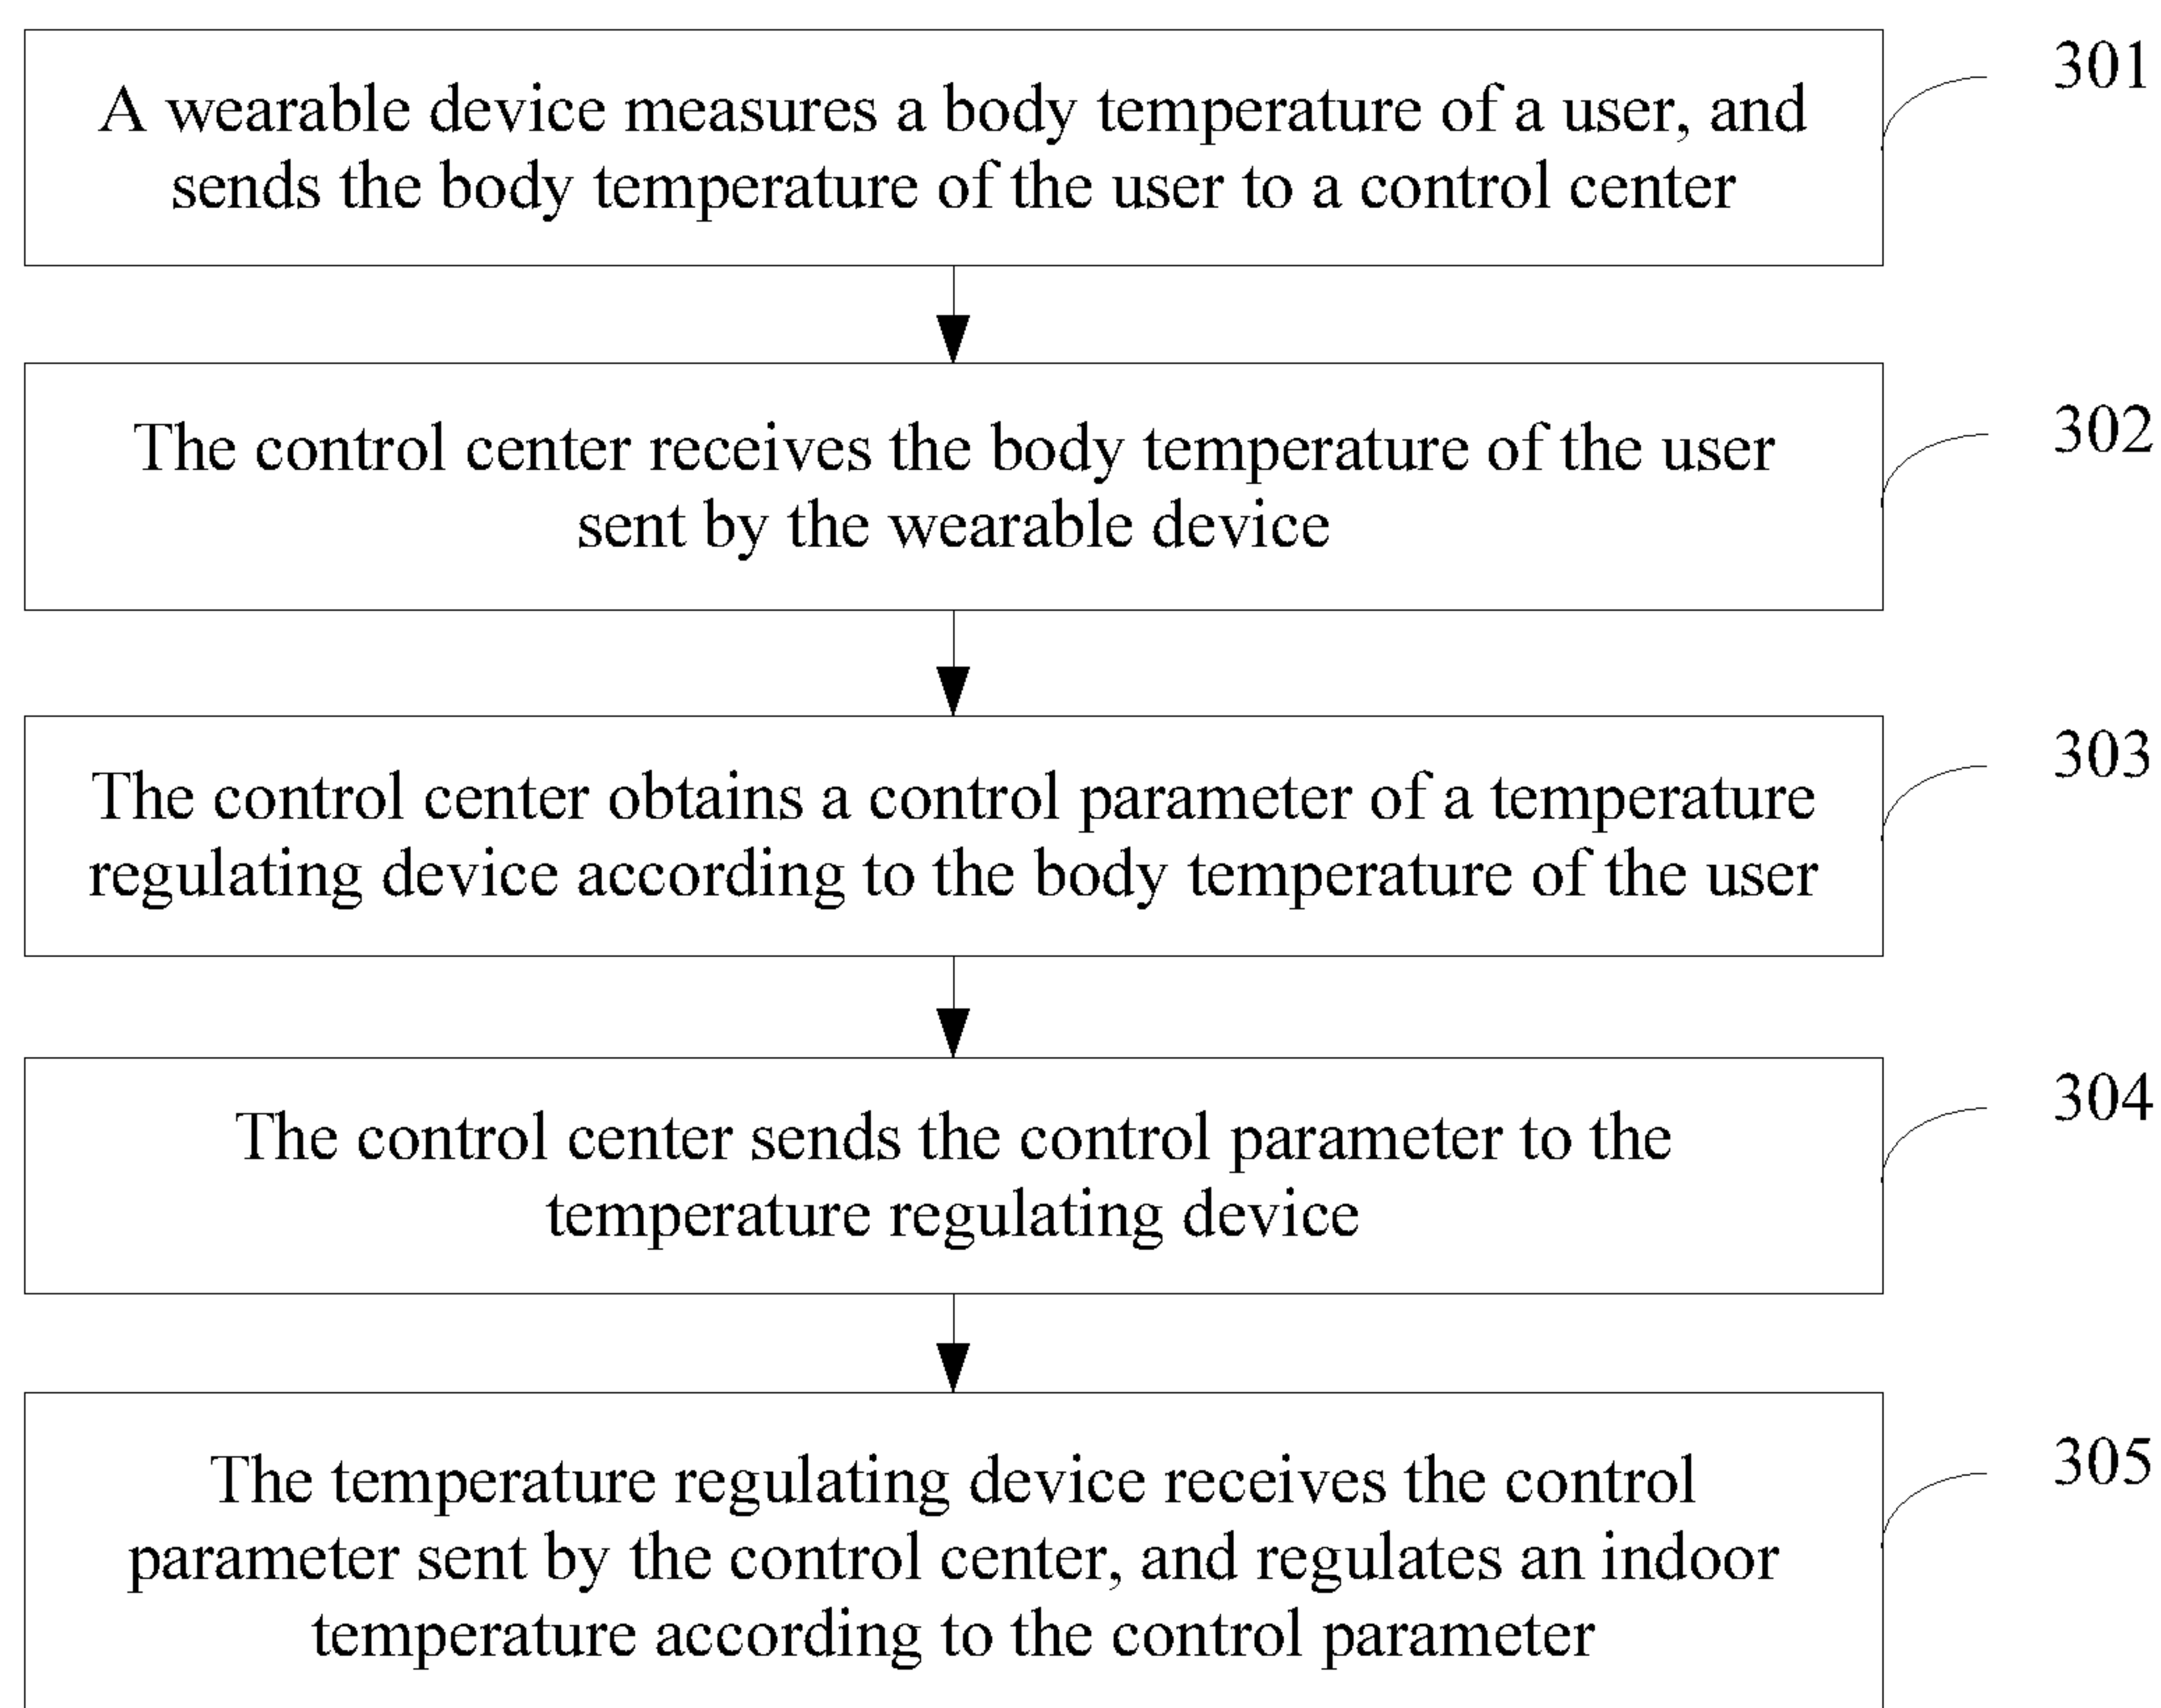 A wearable device measures a body temperature of a user, and
sends the body temperature of the user to a control center
301
The control center receives the body temperature of the user
sent by the wearable device
302
The control center obtains a control parameter of a temperature
regulating device according to the body temperature of the user
303
The control center sends the control parameter to the
temperature regulating device
304
The temperature regulating device receives the control
parameter sent by the control center, and regulates an indoor
temperature according to the control parameter
305